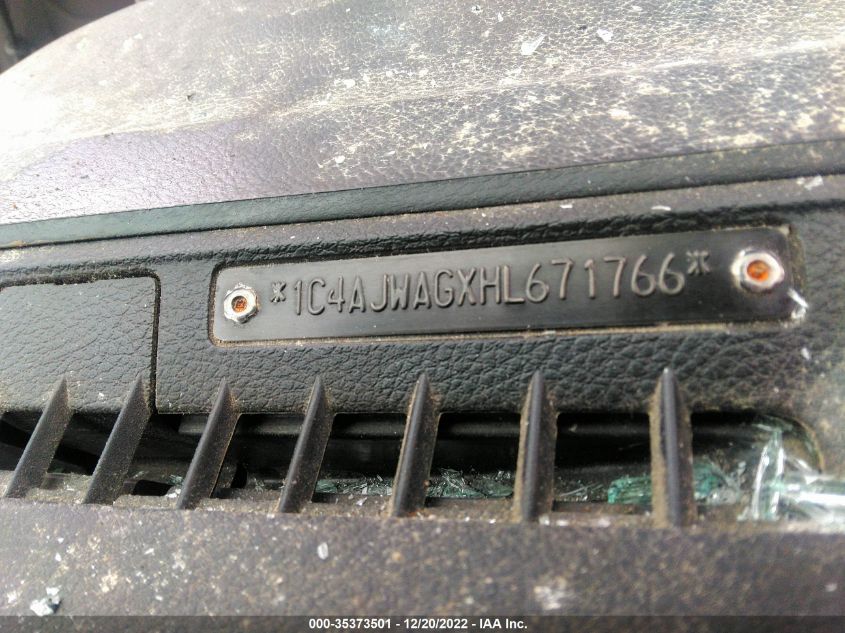 *1C4AJWAGXHL671766*
000-35373501 - 12/20/2022 - IAA Inc.